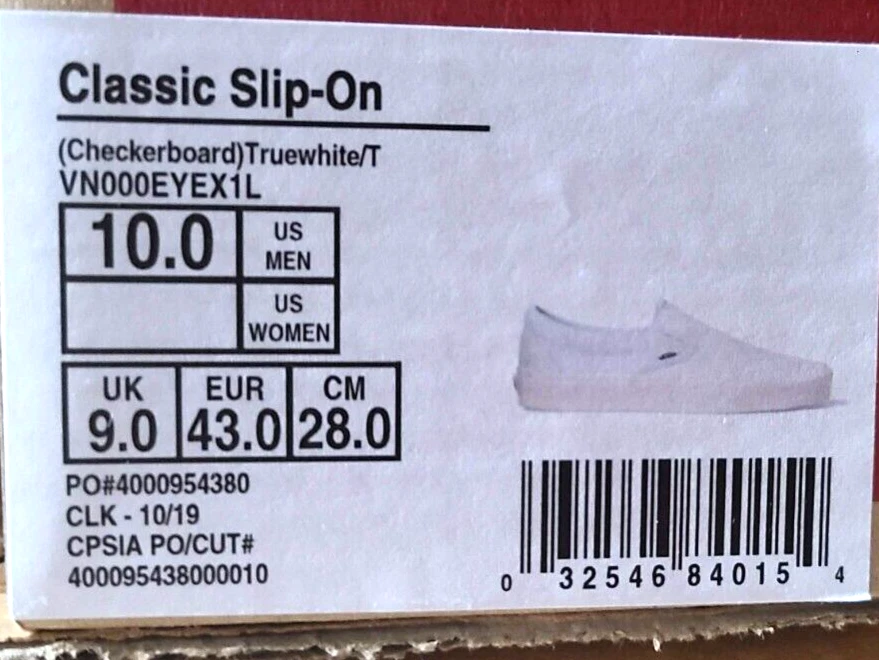 Classic Slip-On
(Checkerboard)Truewhite/T
VN000EYEX1L
10.0 US MEN
US WOMEN
UK EUR CM
9.0 43.0 28.0
PO#4000954380
CLK - 10/19
CPSIA PO/CUT#
400095438000010
0 32546 84015 4